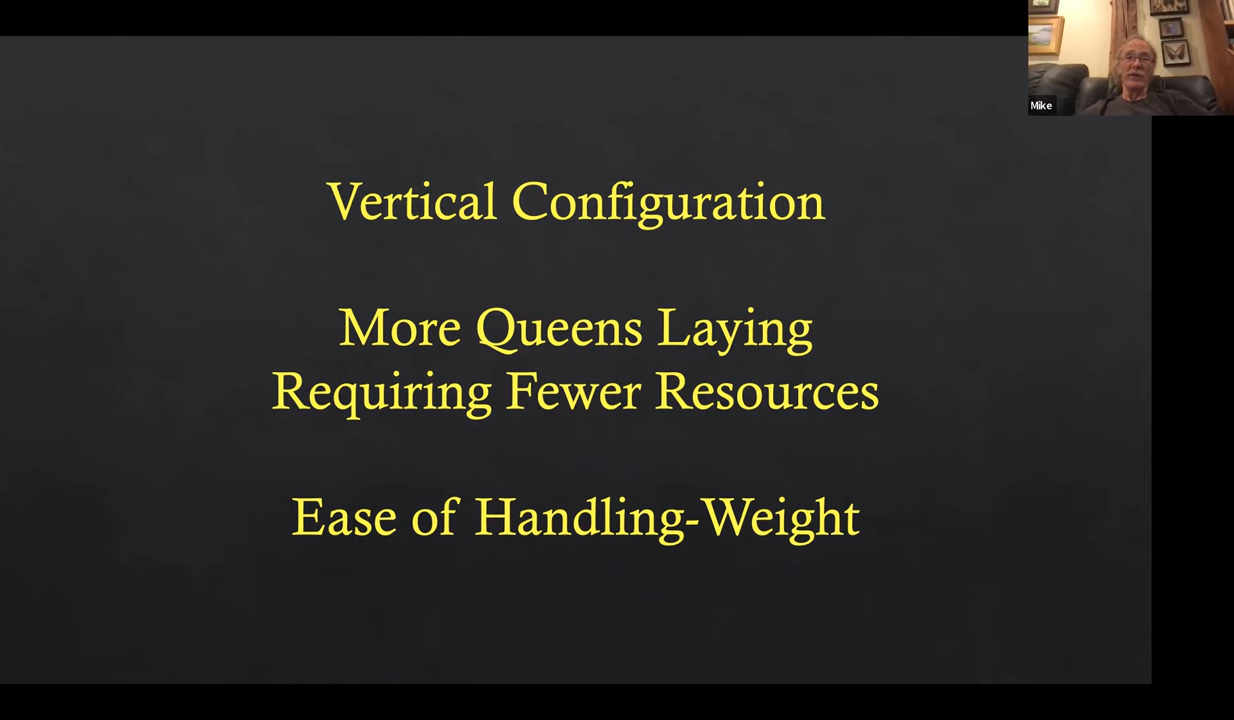 Mike
Vertical Configuration
More Queens Laying
Requiring Fewer Resources
Ease of Handling-Weight